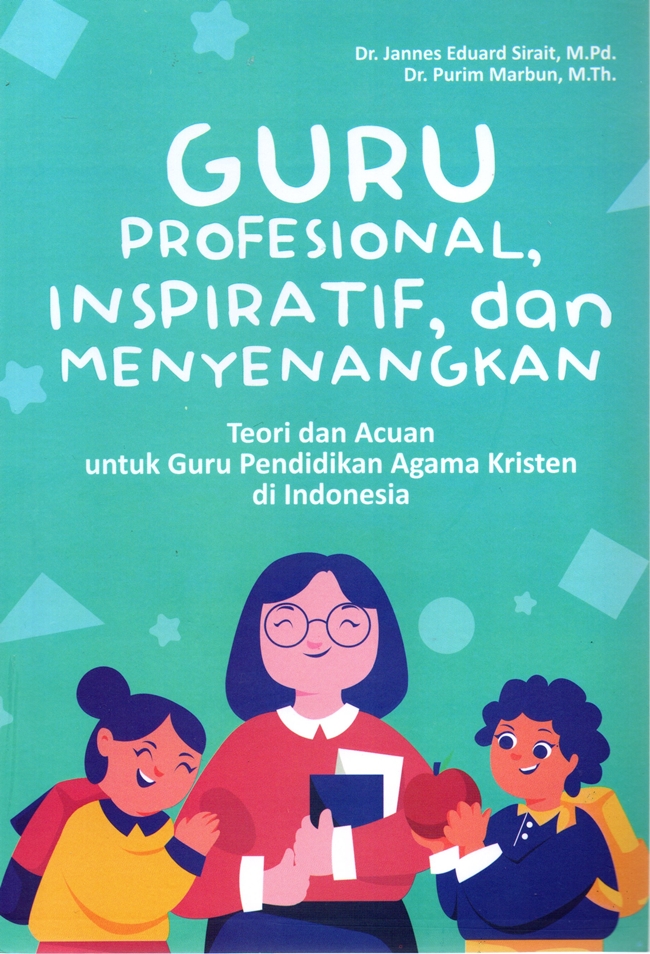 Dr. Jannes Eduard Sirait, M.Pd.
Dr. Purim Marbun, M.Th.
GURU
PROFESIONAL,
INSPIRATIF, dan
MENYENANGKAN
Teori dan Acuan
untuk Guru Pendidikan Agama Kristen
di Indonesia